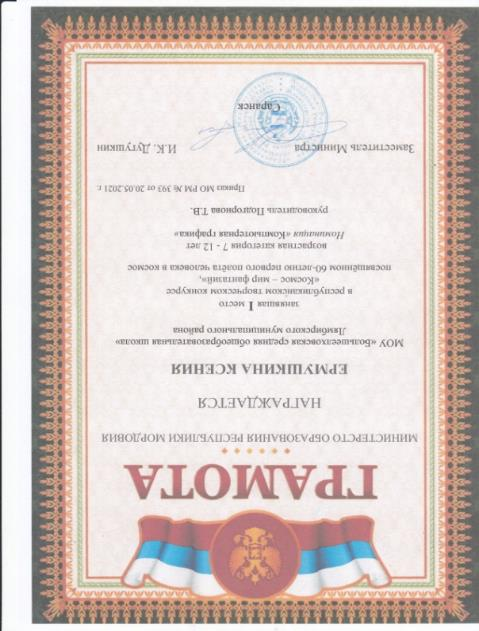 ГРАМОТА
МИНИСТЕРСТО ОБРАЗОВАНИЯ РЕСПУБЛИКИ МОРДОВИЯ
НАГРАЖДАЕТСЯ
ЕРМУШКИНА КСЕНИЯ
МОУ «Большеелховская средняя общеобразовательная школа»
Лямбирского муниципального района
занявшая I место
в республиканском творческом конкурсе
«Космос – мир фантазий»,
посвящённом 60-летию первого полёта человека в космос
возрастная категория 7 - 12 лет
Номинация «Компьютерная графика»
руководитель Подгорнова Т.В.
Приказ МО РМ № 393 от 20.05.2021 г
Заместитель Министра И.К. Дугушкин
Саранск